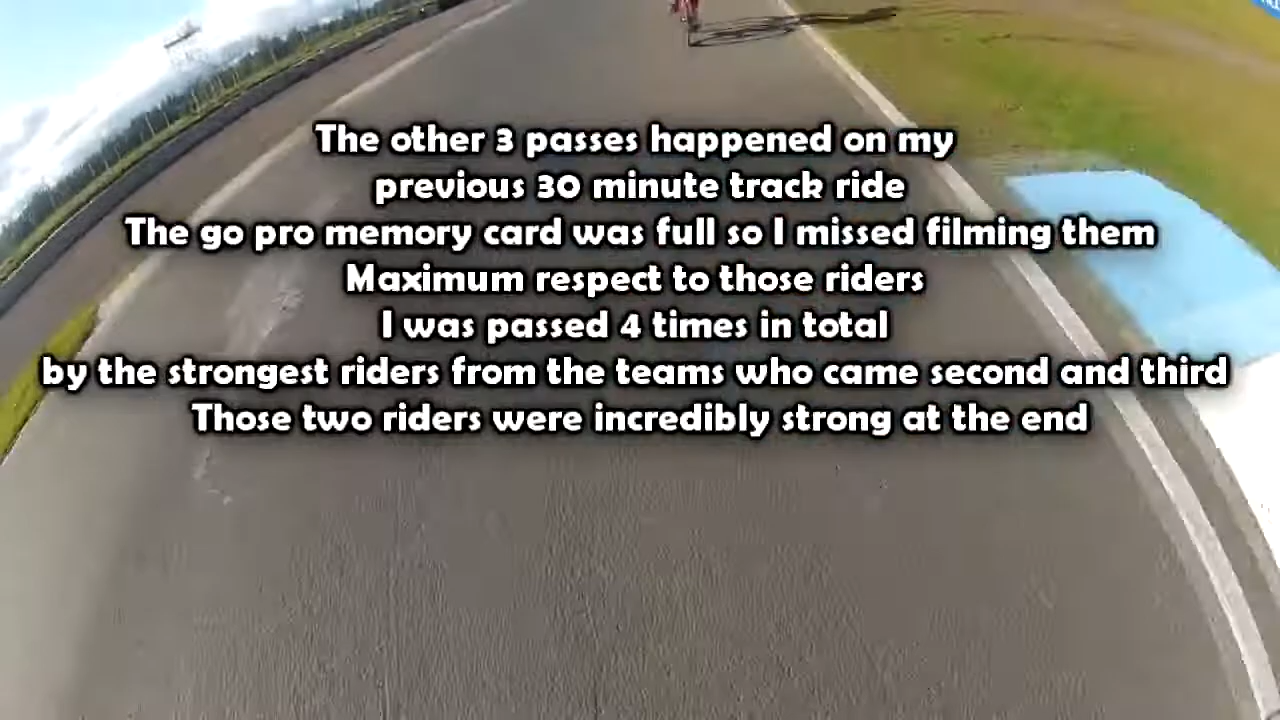 The other 3 passes happened on my
previous 30 minute track ride
The go pro memory card was full so I missed filming them
Maximum respect to those riders
I was passed 4 times in total
by the strongest riders from the teams who came second and third
Those two riders were incredibly strong at the end